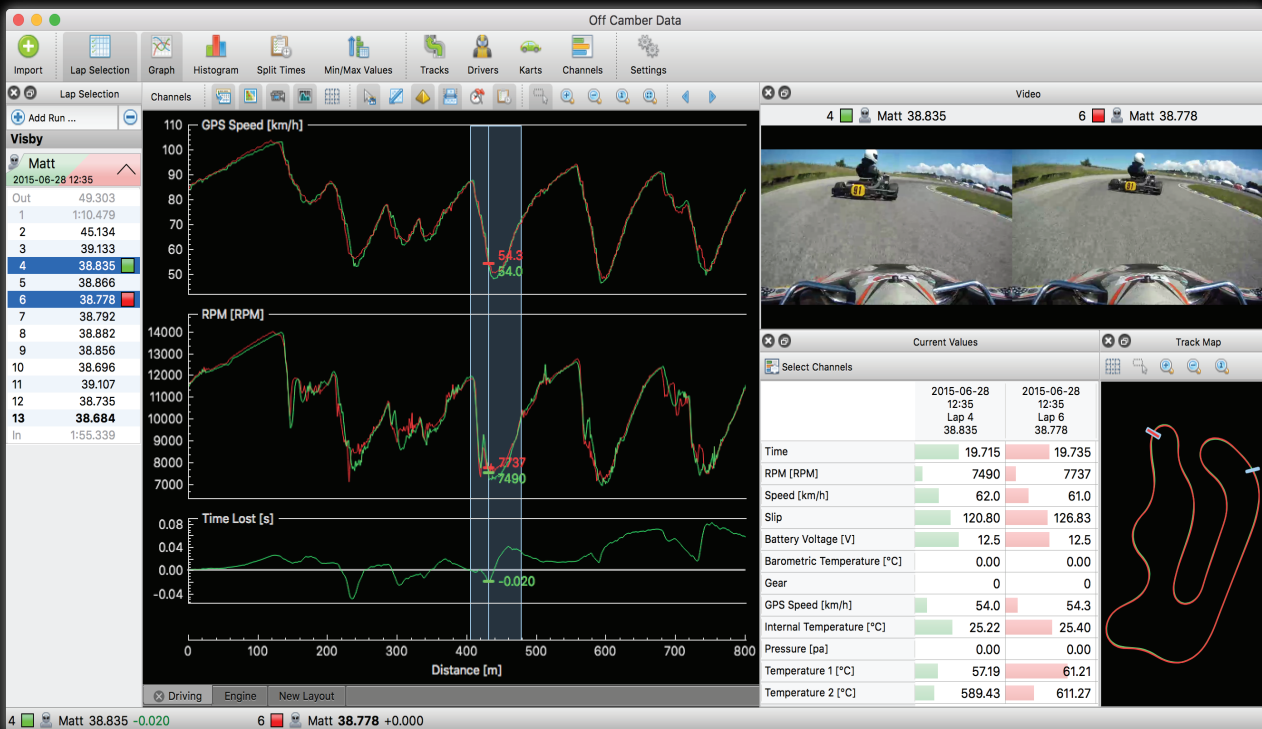 Off Camber Data
Import
Lap Selection
Graph
Histogram
Split Times
Min/Max Values
Tracks
Drivers
Karts
Channels
Settings
Lap Selection
Add Run ...
Visby
Matt
2015-06-28 12:35
Out 49.303
1 1:10.479
2 45.134
3 39.133
4 38.835
5 38.866
6 38.778
7 38.792
8 38.882
9 38.856
10 38.696
11 39.107
12 38.735
13 38.684
In 1:55.339
Channels
GPS Speed [km/h]
110
100
90
80
70
60
50
54.3
54.0
RPM [RPM]
14000
13000
12000
11000
10000
9000
8000
7000
7737
7490
Time Lost [s]
0.08
0.04
0.00
-0.04
-0.020
0 100 200 300 400 500 600 700 800
Distance [m]
Driving
Engine
New Layout
Video
4 Matt 38.835
6 Matt 38.778
81
81
Current Values
Select Channels
2015-06-28 2015-06-28
12:35 12:35
Lap 4 Lap 6
38.835 38.778
Time 19.715 19.735
RPM [RPM] 7490 7737
Speed [km/h] 62.0 61.0
Slip 120.80 126.83
Battery Voltage [V] 12.5 12.5
Barometric Temperature [°C] 0.00 0.00
Gear 0 0
GPS Speed [km/h] 54.0 54.3
Internal Temperature [°C] 25.22 25.40
Pressure [pa] 0.00 0.00
Temperature 1 [°C] 57.19 61.21
Temperature 2 [°C] 589.43 611.27
Track Map
4 Matt 38.835 -0.020
6 Matt 38.778 +0.000